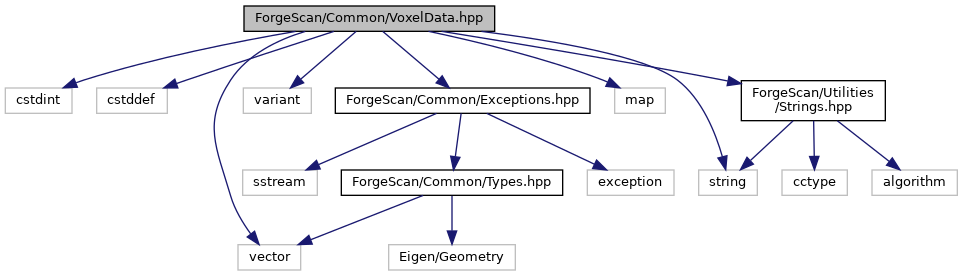 ForgeScan/Common/VoxelData.hpp
cstdint
cstddef
variant
ForgeScan/Common/Exceptions.hpp
map
ForgeScan/Utilities
/Strings.hpp
sstream
ForgeScan/Common/Types.hpp
exception
string
cctype
algorithm
vector
Eigen/Geometry